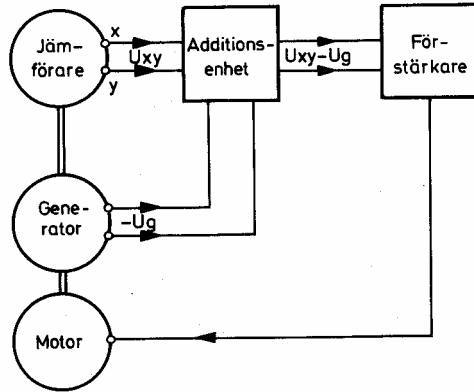 Jäm-
förare
x
Uxy
y
Additions-
enhet
Uxy-Ug
För-
stärkare
Gene-
rator
-Ug
Motor